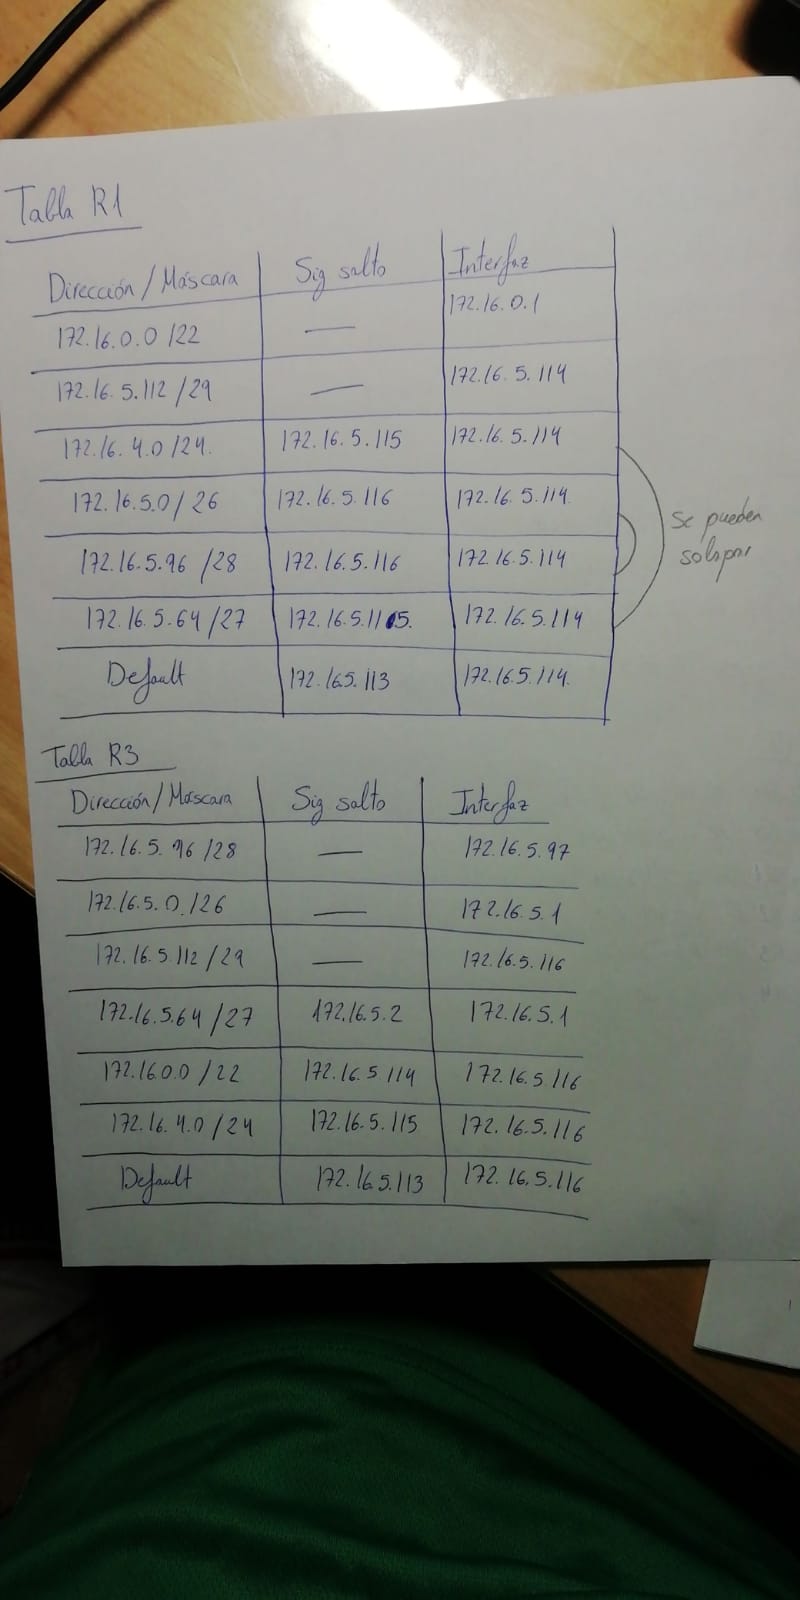 Tabla R1
Dirección / Máscara Sig salto Interfaz
172.16.0.0 /22 — 172.16.0.1
172.16.5.112 /29 — 172.16.5.114
172.16.4.0 /24. 172.16.5.115 172.16.5.114
172.16.5.0 / 26 172.16.5.116 172.16.5.114.
172.16.5.96 /28 172.16.5.116 172.16.5.114
172.16.5.64 /27 172.16.5.115. 172.16.5.114
Default 172.165.113 172.16.5.114.
Se pueden
solapar
Tabla R3
Dirección / Máscara Sig salto Interfaz
172.16.5.96 /28 — 172.16.5.97
172.16.5.0./26 — 172.16.5.1
172.16.5.112 /29 — 172.16.5.116
172.16.5.64 /27 172.16.5.2 172.16.5.1
172.160.0 /22 172.16.5.114 172.16.5.116
172.16.4.0 /24 172.16.5.115 172.16.5.116
Default 172.16.5.113 172.16.5.116